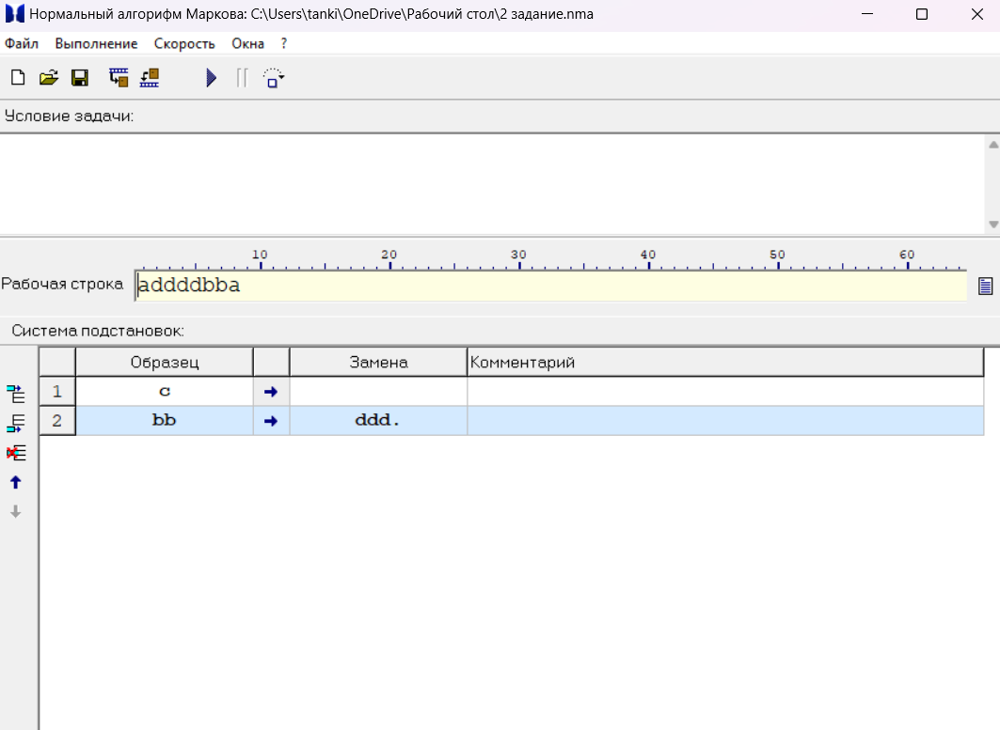 Нормальный алгорифм Маркова: C:\Users\tanki\OneDrive\Рабочий стол\2 задание.nma
Файл Выполнение Скорость Окна ?
Условие задачи:
10 20 30 40 50 60
Рабочая строка addddbba
Система подстановок:
Образец Замена Комментарий
1 c ➔
2 bb ➔ ddd.